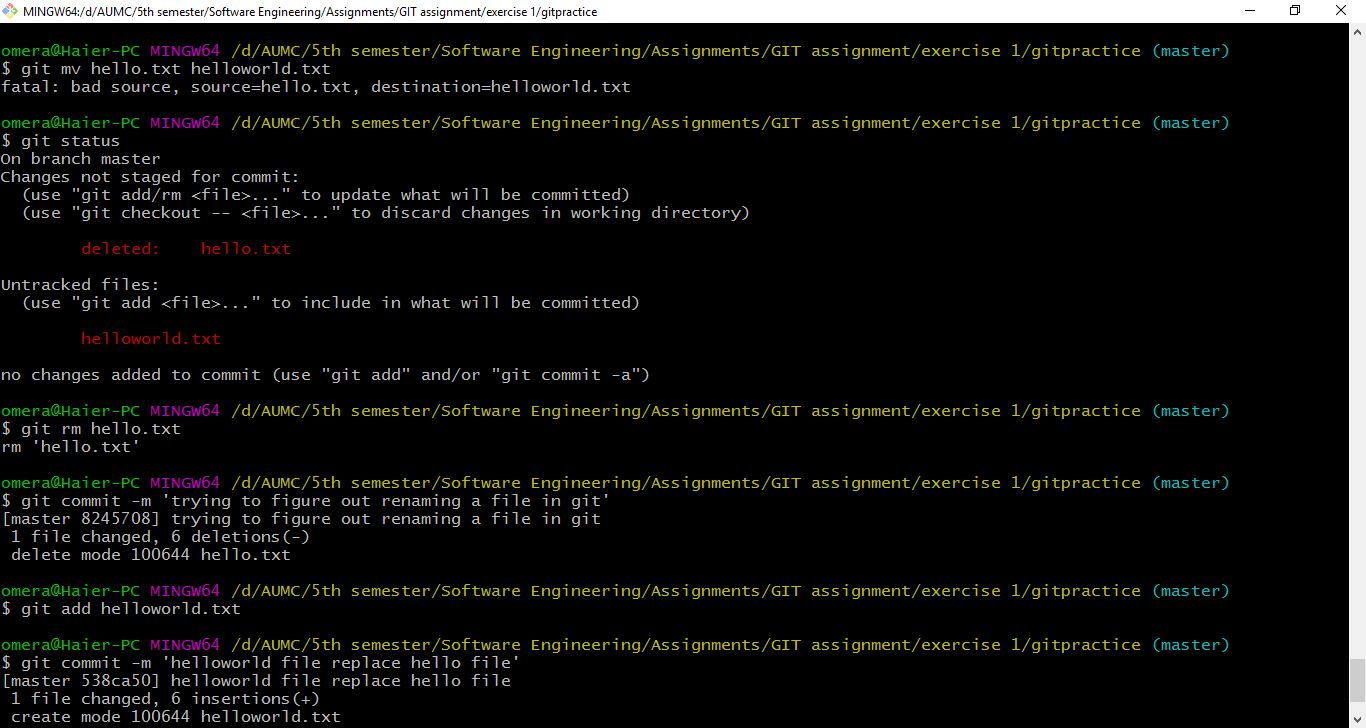 MINGW64:/d/AUMC/5th semester/Software Engineering/Assignments/GIT assignment/exercise 1/gitpractice
omera@Haier-PC MINGW64 /d/AUMC/5th semester/Software Engineering/Assignments/GIT assignment/exercise 1/gitpractice (master)
$ git mv hello.txt helloworld.txt
fatal: bad source, source=hello.txt, destination=helloworld.txt
omera@Haier-PC MINGW64 /d/AUMC/5th semester/Software Engineering/Assignments/GIT assignment/exercise 1/gitpractice (master)
$ git status
On branch master
Changes not staged for commit:
  (use "git add/rm <file>..." to update what will be committed)
  (use "git checkout -- <file>..." to discard changes in working directory)
        deleted:    hello.txt
Untracked files:
  (use "git add <file>..." to include in what will be committed)
        helloworld.txt
no changes added to commit (use "git add" and/or "git commit -a")
omera@Haier-PC MINGW64 /d/AUMC/5th semester/Software Engineering/Assignments/GIT assignment/exercise 1/gitpractice (master)
$ git rm hello.txt
rm 'hello.txt'
omera@Haier-PC MINGW64 /d/AUMC/5th semester/Software Engineering/Assignments/GIT assignment/exercise 1/gitpractice (master)
$ git commit -m 'trying to figure out renaming a file in git'
[master 8245708] trying to figure out renaming a file in git
 1 file changed, 6 deletions(-)
 delete mode 100644 hello.txt
omera@Haier-PC MINGW64 /d/AUMC/5th semester/Software Engineering/Assignments/GIT assignment/exercise 1/gitpractice (master)
$ git add helloworld.txt
omera@Haier-PC MINGW64 /d/AUMC/5th semester/Software Engineering/Assignments/GIT assignment/exercise 1/gitpractice (master)
$ git commit -m 'helloworld file replace hello file'
[master 538ca50] helloworld file replace hello file
 1 file changed, 6 insertions(+)
 create mode 100644 helloworld.txt